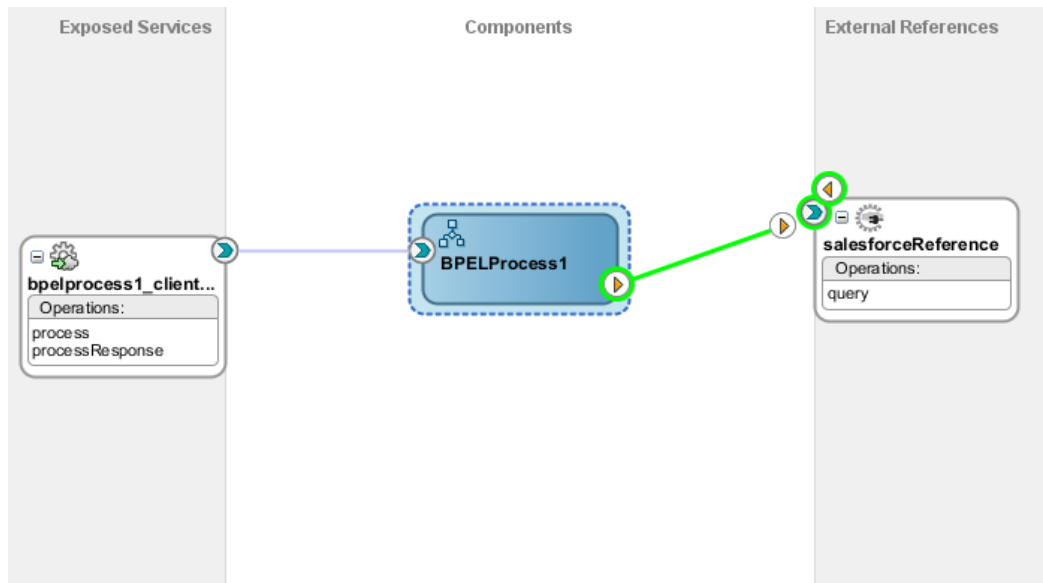 Exposed Services
Components
External References
bpelprocess1_client...
Operations:
process
processResponse
BPELProcess1
salesforceReference
Operations:
query